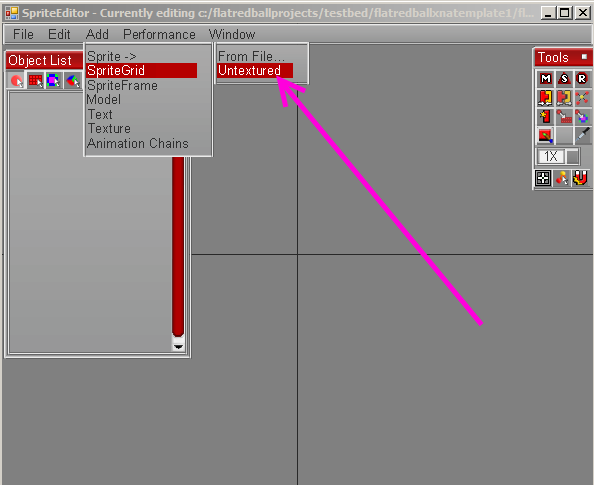 SpriteEditor - Currently editing c:/flatredballprojects/testbed/flatredballxnatemplate1/fl...
File Edit Add Performance Window
Object List
Sprite ->
SpriteGrid
SpriteFrame
Model
Text
Texture
Animation Chains
From File...
Untextured
Tools
M S R
1X